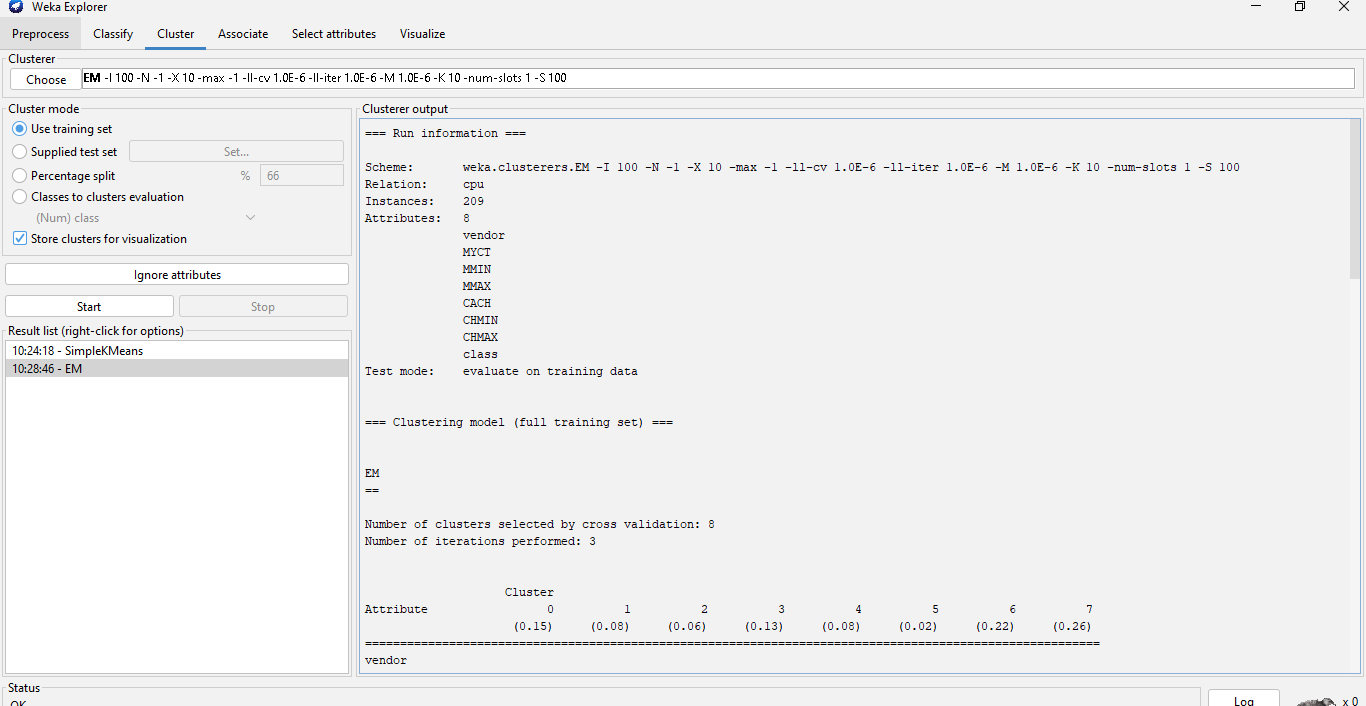 Weka Explorer
Preprocess Classify Cluster Associate Select attributes Visualize
Clusterer
Choose EM -I 100 -N -1 -X 10 -max -1 -ll-cv 1.0E-6 -ll-iter 1.0E-6 -M 1.0E-6 -K 10 -num-slots 1 -S 100
Cluster mode
Use training set
Supplied test set Set...
Percentage split % 66
Classes to clusters evaluation
(Num) class
Store clusters for visualization
Ignore attributes
Start Stop
Result list (right-click for options)
10:24:18 - SimpleKMeans
10:28:46 - EM
Clusterer output
=== Run information ===
Scheme: weka.clusterers.EM -I 100 -N -1 -X 10 -max -1 -ll-cv 1.0E-6 -ll-iter 1.0E-6 -M 1.0E-6 -K 10 -num-slots 1 -S 100
Relation: cpu
Instances: 209
Attributes: 8
vendor
MYCT
MMIN
MMAX
CACH
CHMIN
CHMAX
class
Test mode: evaluate on training data
=== Clustering model (full training set) ===
EM
==
Number of clusters selected by cross validation: 8
Number of iterations performed: 3
Cluster
Attribute 0 1 2 3 4 5 6 7
(0.15) (0.08) (0.06) (0.13) (0.08) (0.02) (0.22) (0.26)
=========================================================================================================
vendor
Status
OK
Log x 0